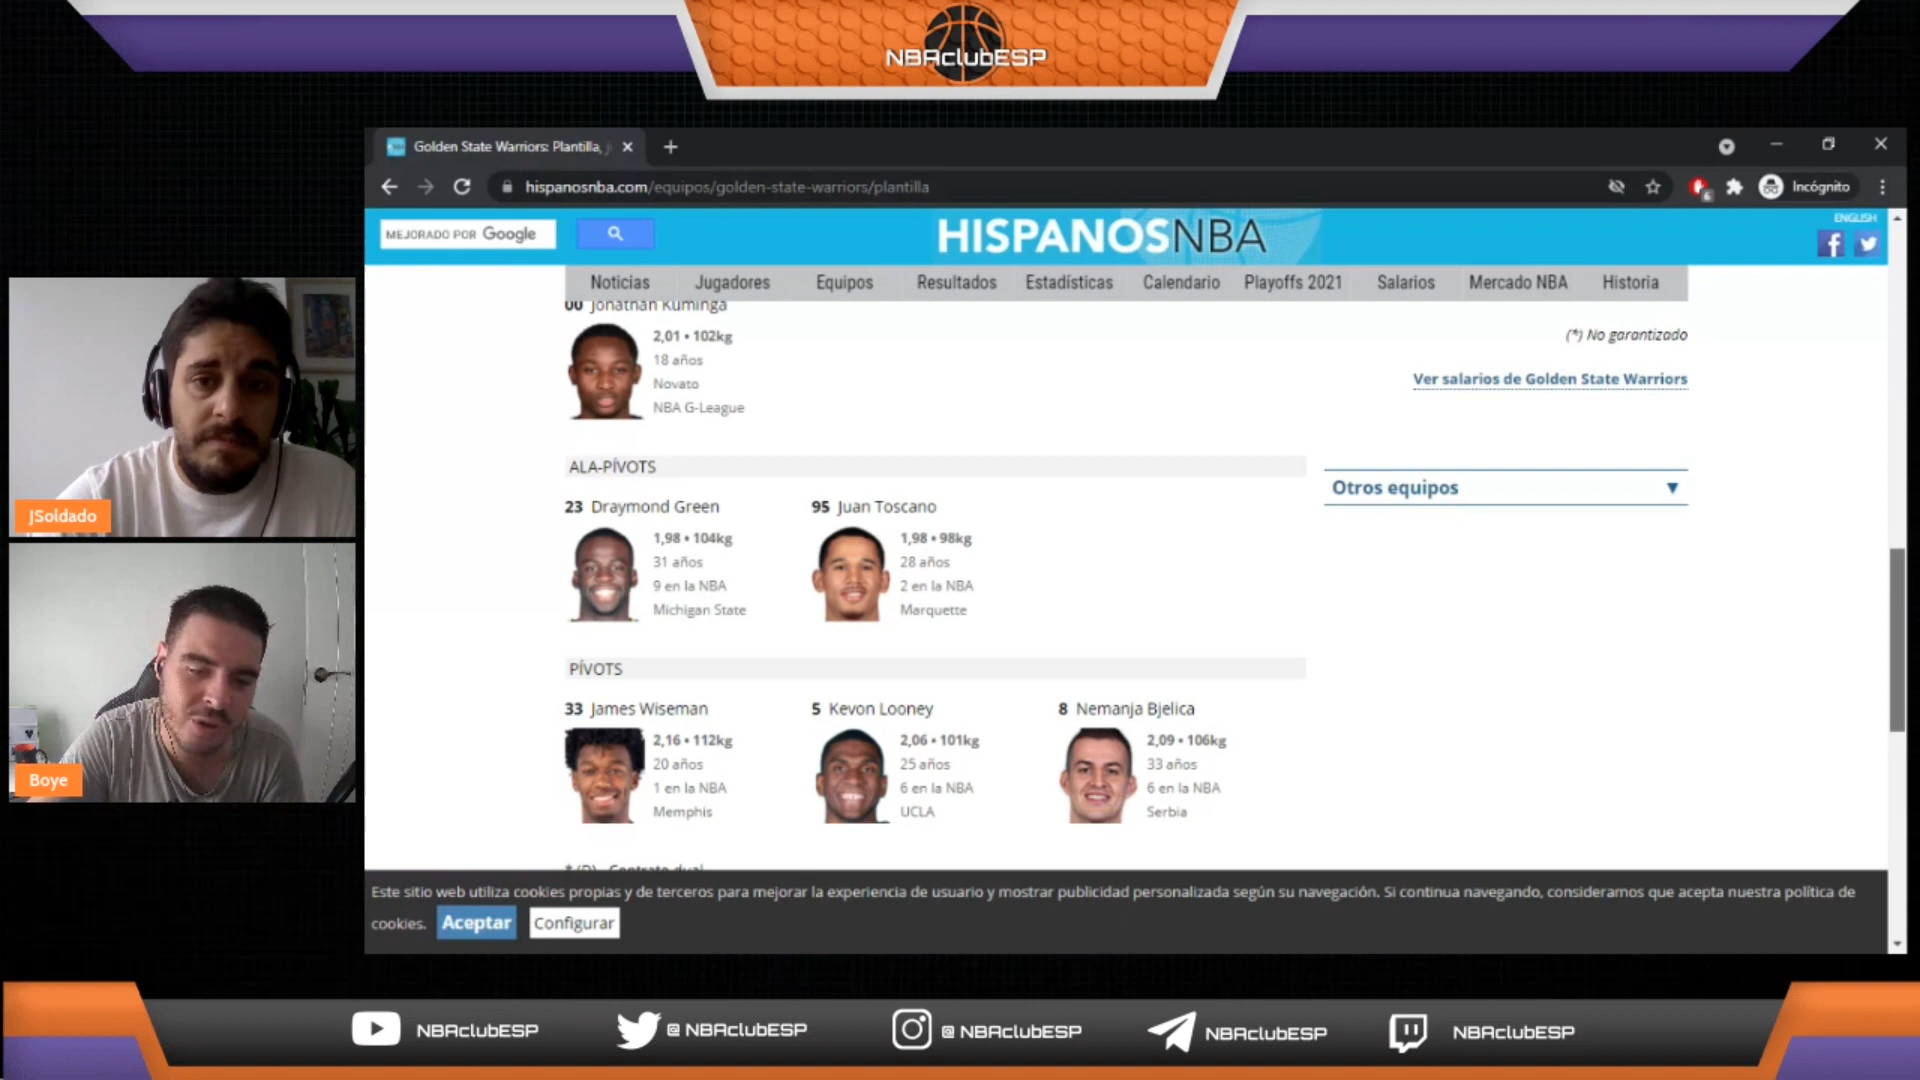 NBAclubESP
Golden State Warriors: Plantilla, j
hispanosnba.com/equipos/golden-state-warriors/plantilla
Incógnito
MEJORADO POR Google
HISPANOSNBA
ENGLISH
Noticias Jugadores Equipos Resultados Estadísticas Calendario Playoffs 2021 Salarios Mercado NBA Historia
00 Jonathan Kuminga
2,01 • 102kg
18 años
Novato
NBA G-League
(*) No garantizado
Ver salarios de Golden State Warriors
Otros equipos
ALA-PÍVOTS
23 Draymond Green
1,98 • 104kg
31 años
9 en la NBA
Michigan State
95 Juan Toscano
1,98 • 98kg
28 años
2 en la NBA
Marquette
PÍVOTS
33 James Wiseman
2,16 • 112kg
20 años
1 en la NBA
Memphis
5 Kevon Looney
2,06 • 101kg
25 años
6 en la NBA
UCLA
8 Nemanja Bjelica
2,09 • 106kg
33 años
6 en la NBA
Serbia
* (D) - Contrato dual
Este sitio web utiliza cookies propias y de terceros para mejorar la experiencia de usuario y mostrar publicidad personalizada según su navegación. Si continua navegando, consideramos que acepta nuestra política de
cookies. Aceptar Configurar
JSoldado
Boye
NBAclubESP
@ NBAclubESP
@ NBAclubESP
NBAclubESP
NBAclubESP